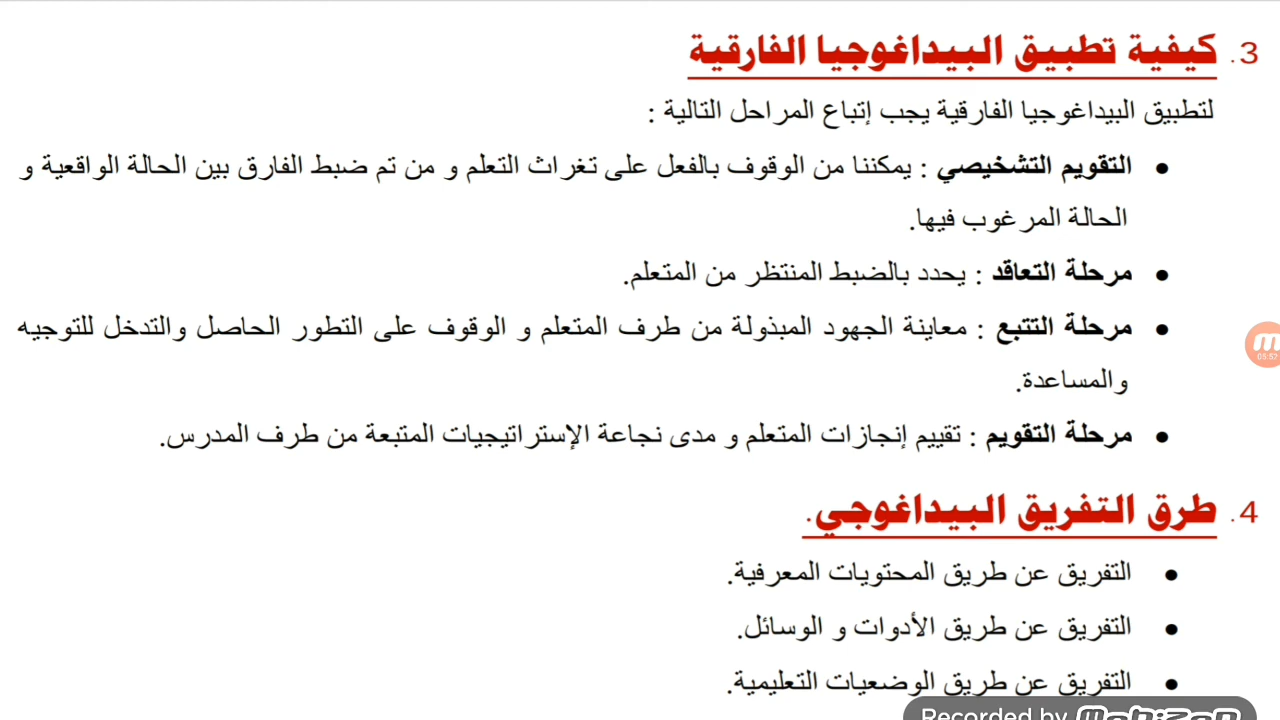 3. كيفية تطبيق البيداغوجيا الفارقية
لتطبيق البيداغوجيا الفارقية يجب إتباع المراحل التالية :
• التقويم التشخيصي : يمكننا من الوقوف بالفعل على تغراث التعلم و من تم ضبط الفارق بين الحالة الواقعية و
الحالة المرغوب فيها.
• مرحلة التعاقد : يحدد بالضبط المنتظر من المتعلم.
• مرحلة التتبع : معاينة الجهود المبذولة من طرف المتعلم و الوقوف على التطور الحاصل والتدخل للتوجيه
والمساعدة.
• مرحلة التقويم : تقييم إنجازات المتعلم و مدى نجاعة الإستراتيجيات المتبعة من طرف المدرس.
4. طرق التفريق البيداغوجي.
• التفريق عن طريق المحتويات المعرفية.
• التفريق عن طريق الأدوات و الوسائل.
• التفريق عن طريق الوضعيات التعليمية.
Recorded by MobiZen